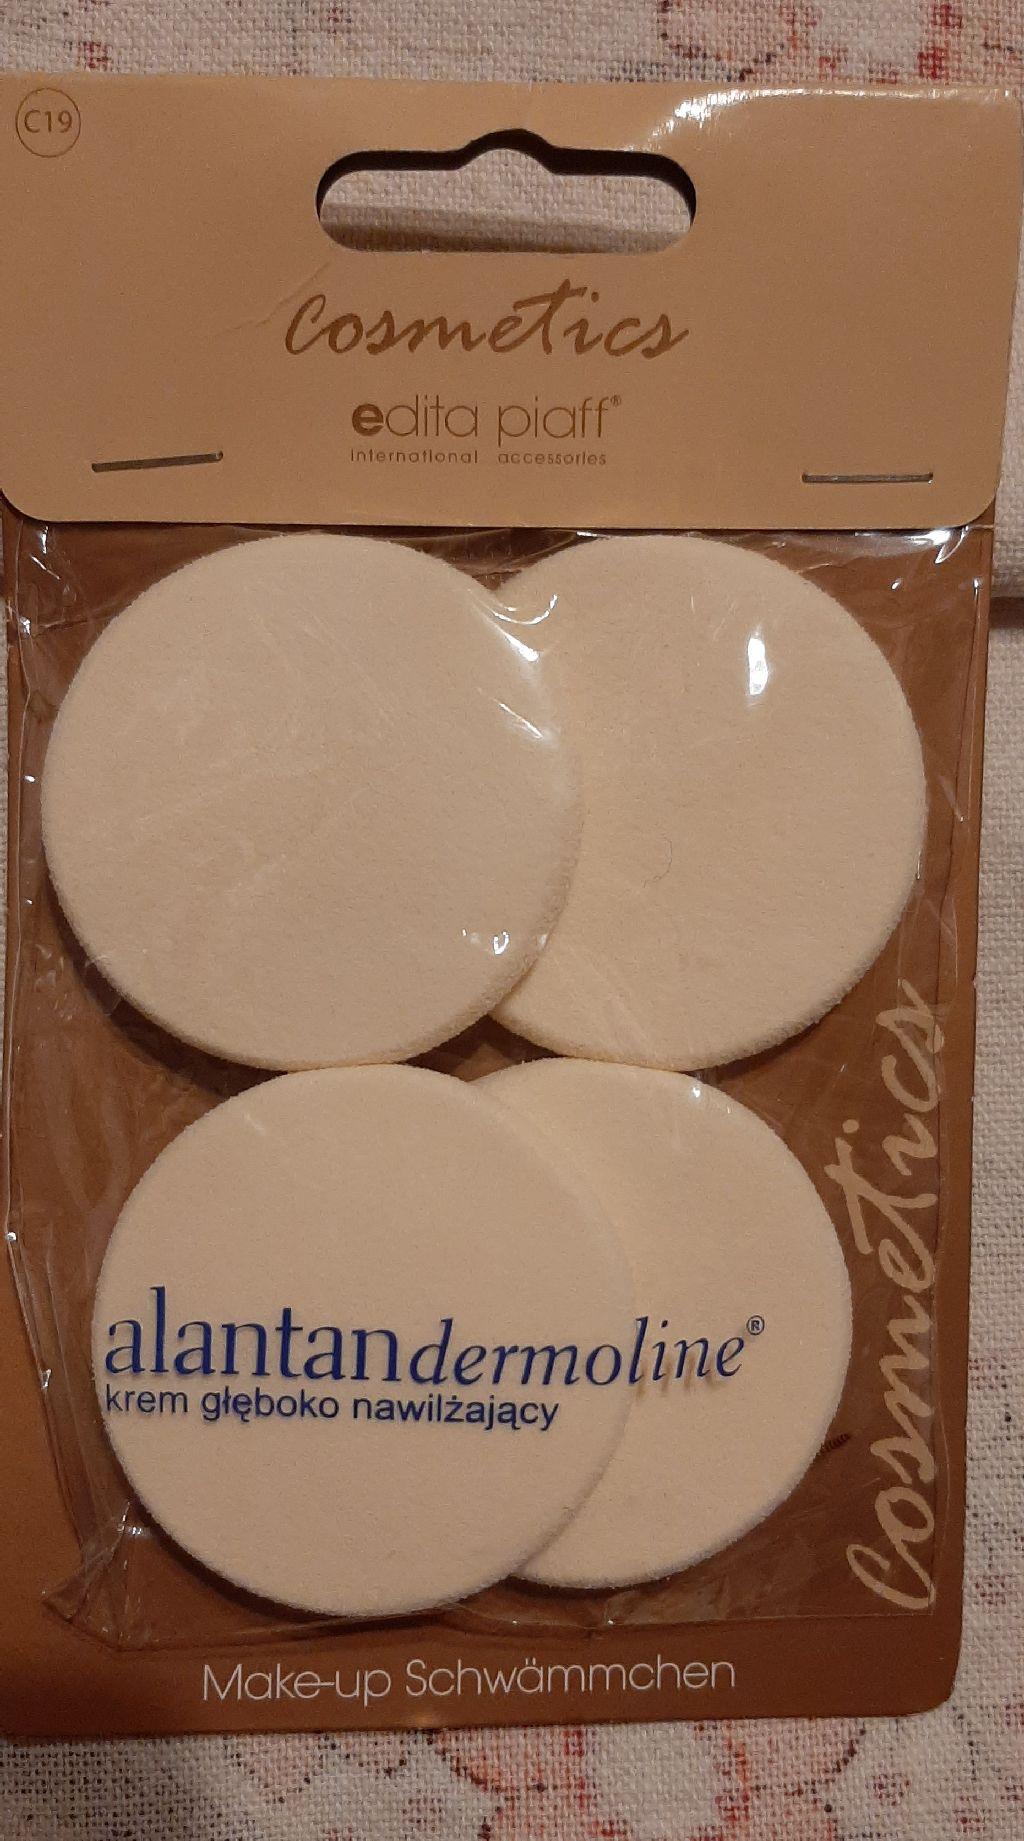 C19
Cosmetics
edita piaff®
international accessories
alantandermoline®
krem głęboko nawilżający
Cosmetics
Make-up Schwämmchen